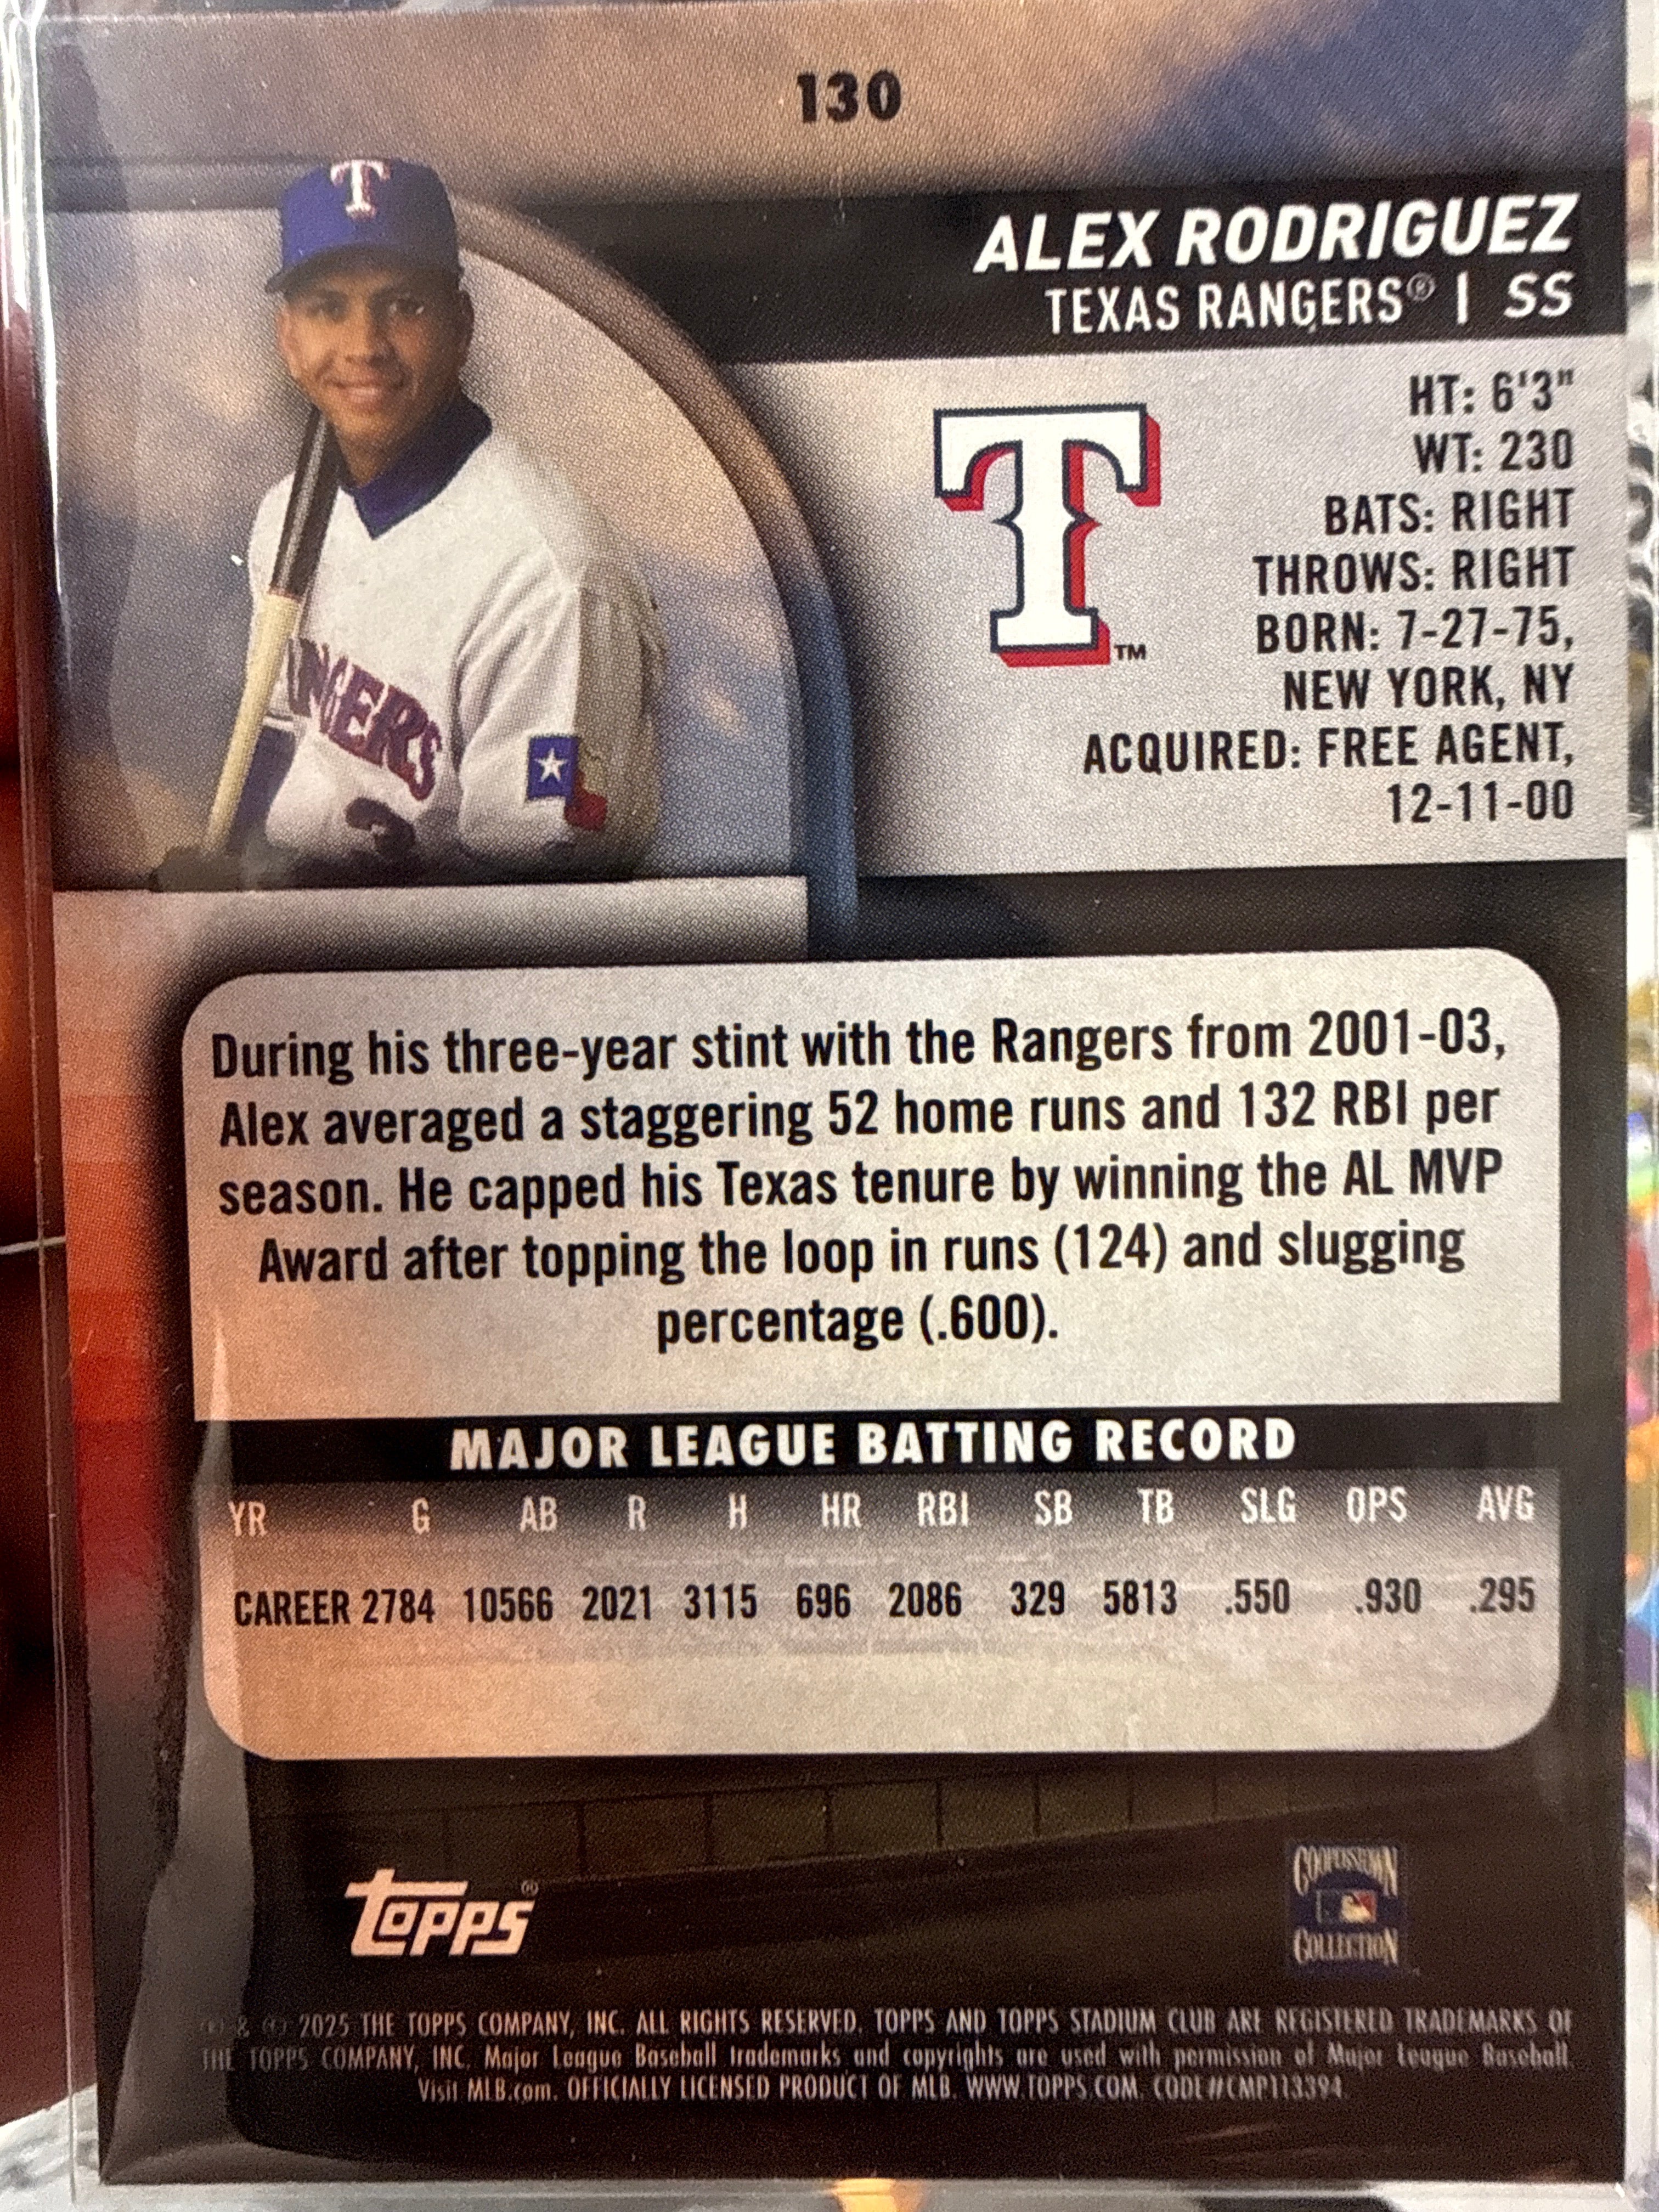 130
T
ALEX RODRIGUEZ
TEXAS RANGERS® | SS
HT: 6'3"
WT: 230
BATS: RIGHT
THROWS: RIGHT
BORN: 7-27-75,
NEW YORK, NY
ACQUIRED: FREE AGENT,
12-11-00
T™
NGERS
During his three-year stint with the Rangers from 2001-03,
Alex averaged a staggering 52 home runs and 132 RBI per
season. He capped his Texas tenure by winning the AL MVP
Award after topping the loop in runs (124) and slugging
percentage (.600).
MAJOR LEAGUE BATTING RECORD
YR G AB R H HR RBI SB TB SLG OPS AVG
CAREER 2784 10566 2021 3115 696 2086 329 5813 .550 .930 .295
TOPPS®
COOPERSTOWN
COLLECTION
& 2025 THE TOPPS COMPANY, INC. ALL RIGHTS RESERVED. TOPPS AND TOPPS STADIUM CLUB ARE REGISTERED TRADEMARKS OF
THE TOPPS COMPANY, INC. Major League Baseball trademarks and copyrights are used with permission of Major League Baseball.
Visit MLB.com. OFFICIALLY LICENSED PRODUCT OF MLB. WWW.TOPPS.COM. CODE#CMP113394.